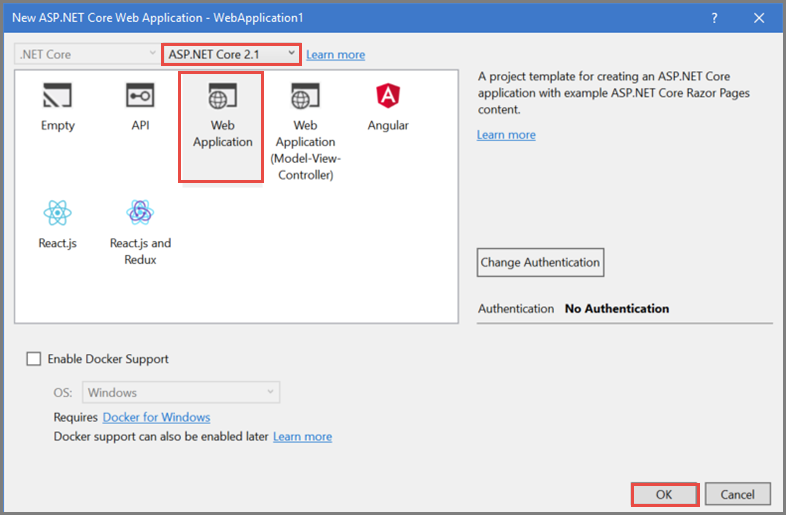 New ASP.NET Core Web Application - WebApplication1
?
.NET Core
ASP.NET Core 2.1
Learn more
Empty
API
Web
Application
Web
Application
(Model-View-
Controller)
Angular
React.js
React.js and
Redux
A project template for creating an ASP.NET Core
application with example ASP.NET Core Razor Pages
content.
Learn more
Change Authentication
Authentication No Authentication
Enable Docker Support
OS: Windows
Requires Docker for Windows
Docker support can also be enabled later Learn more
OK
Cancel